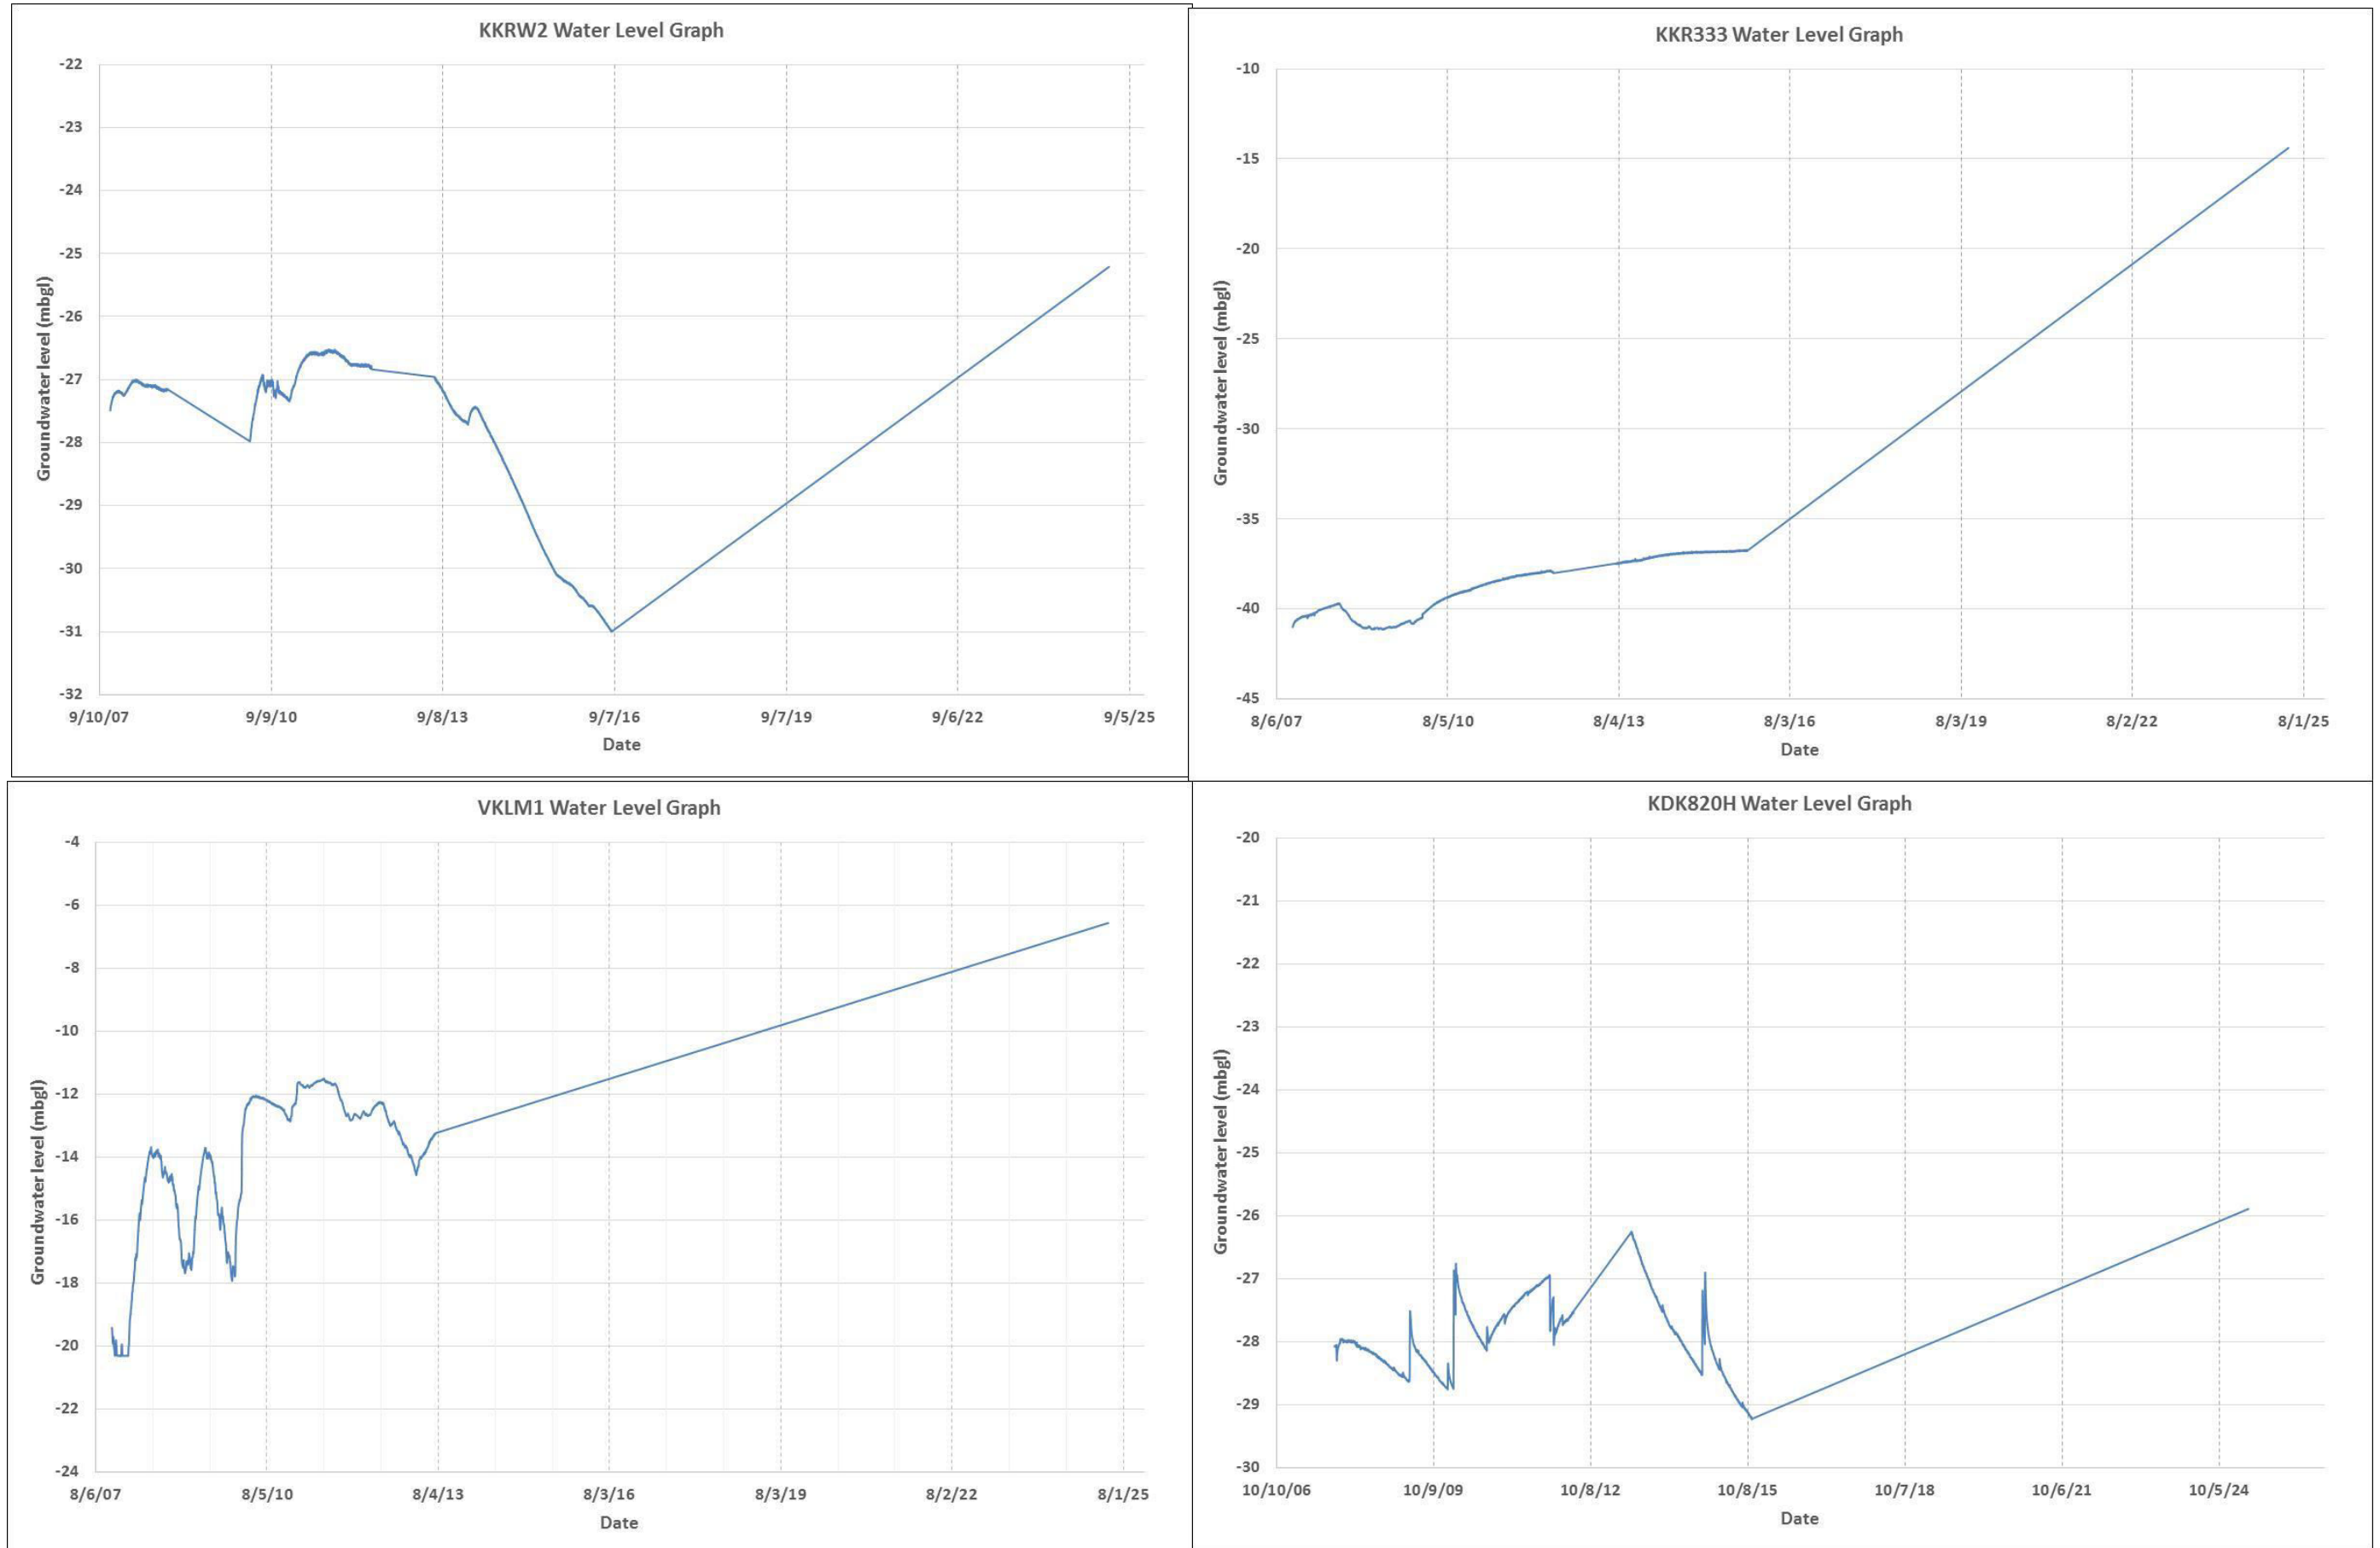 KKRW2 Water Level Graph
Groundwater level (mbgl)
-22
-23
-24
-25
-26
-27
-28
-29
-30
-31
-32
9/10/07 9/9/10 9/8/13 9/7/16 9/7/19 9/6/22 9/5/25
Date
KKR333 Water Level Graph
Groundwater level (mbgl)
-10
-15
-20
-25
-30
-35
-40
-45
8/6/07 8/5/10 8/4/13 8/3/16 8/3/19 8/2/22 8/1/25
Date
VKLM1 Water Level Graph
Groundwater level (mbgl)
-4
-6
-8
-10
-12
-14
-16
-18
-20
-22
-24
8/6/07 8/5/10 8/4/13 8/3/16 8/3/19 8/2/22 8/1/25
Date
KDK820H Water Level Graph
Groundwater level (mbgl)
-20
-21
-22
-23
-24
-25
-26
-27
-28
-29
-30
10/10/06 10/9/09 10/8/12 10/8/15 10/7/18 10/6/21 10/5/24
Date